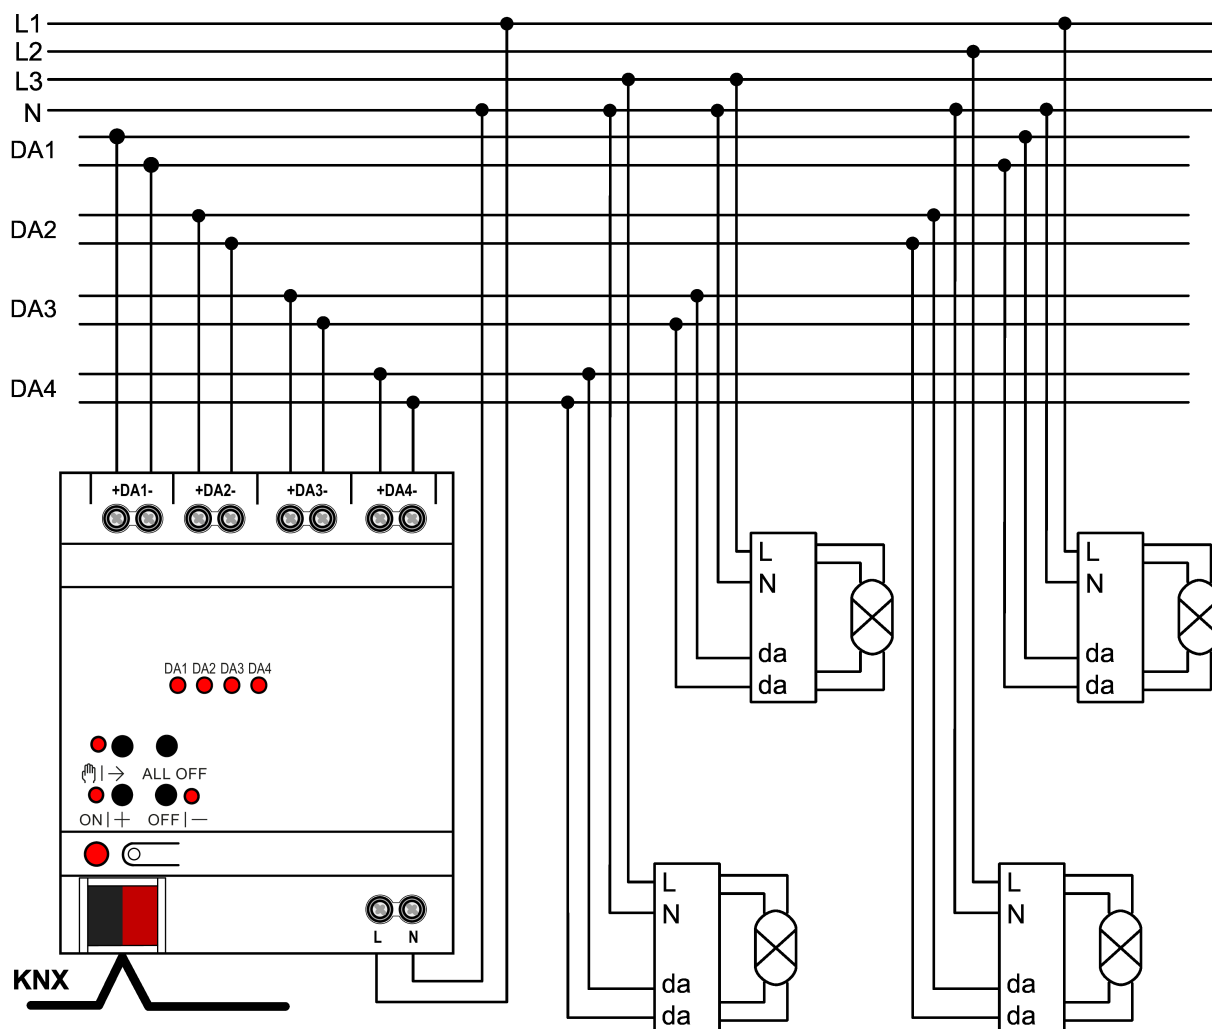 L1
L2
L3
N
DA1
DA2
DA3
DA4
+DA1- +DA2- +DA3- +DA4-
L
N
L
N
DA1 DA2 DA3 DA4
da
da
da
da
ALL OFF
ON|+ OFF|—
L
N
L
N
L N
KNX
da
da
da
da